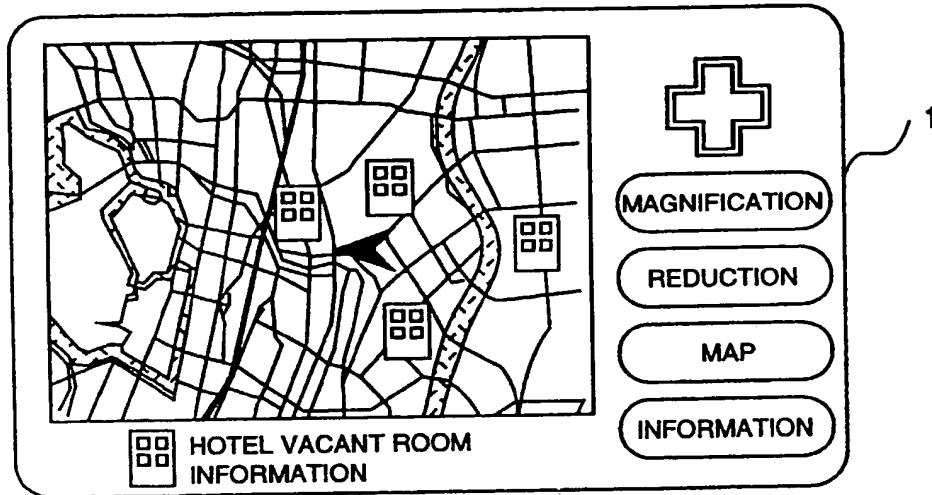 1
MAGNIFICATION
REDUCTION
MAP
INFORMATION
HOTEL VACANT ROOM
INFORMATION